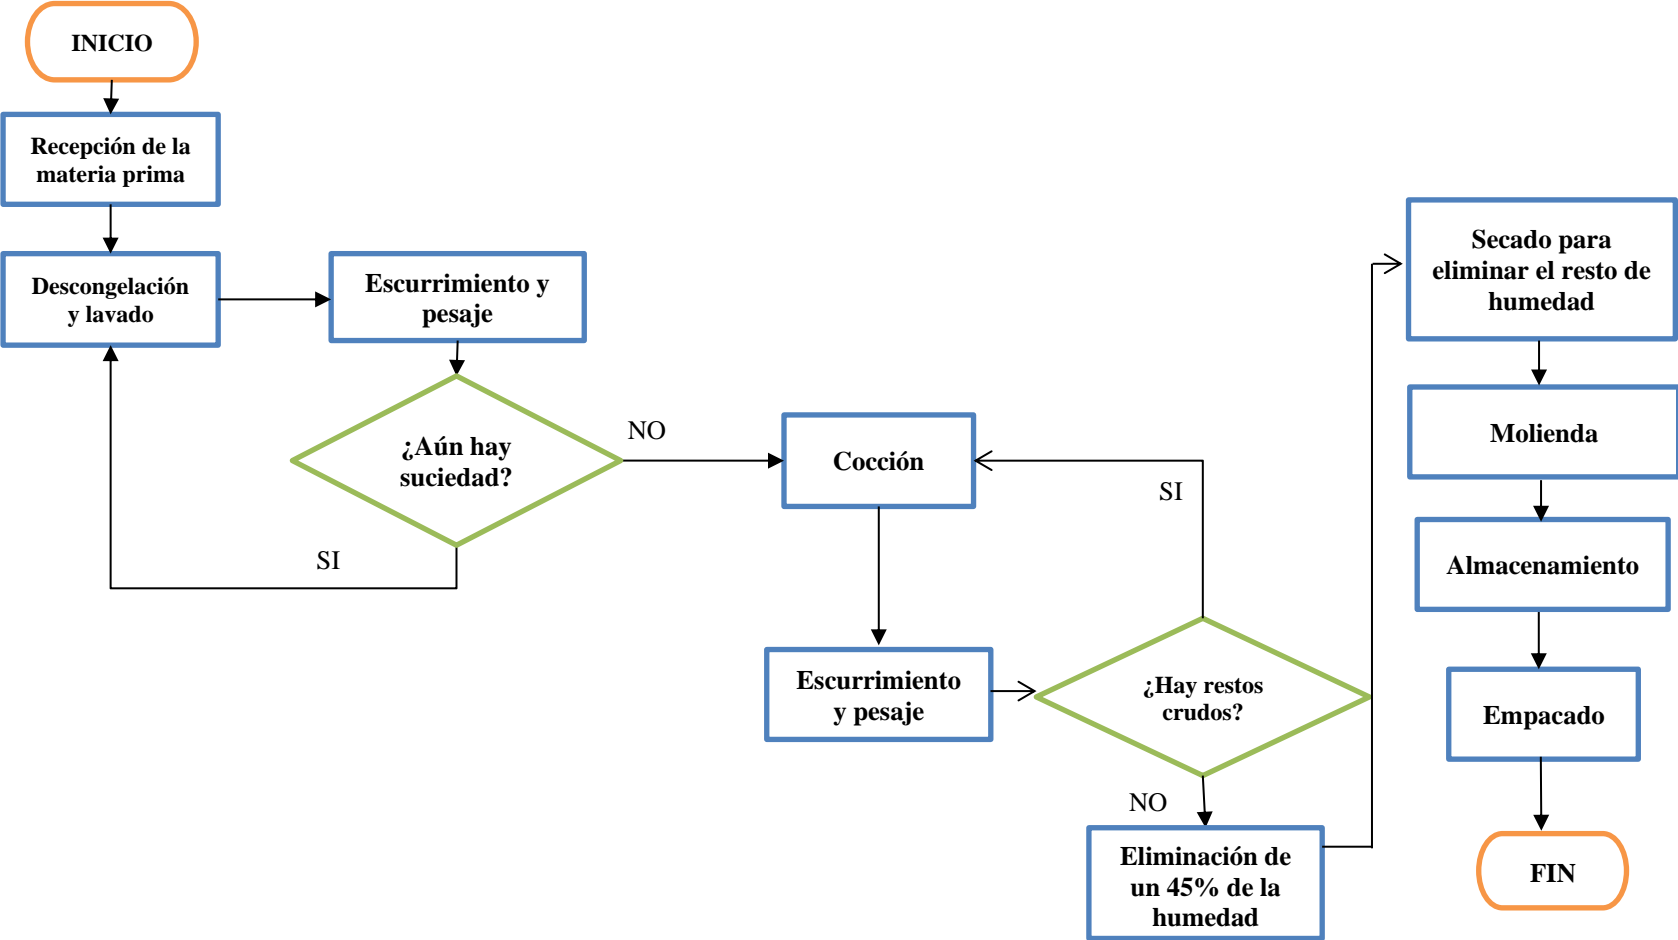 INICIO
Recepción de la
materia prima
Descongelación
y lavado
Escurrimiento y
pesaje
¿Aún hay
suciedad?
SI
NO
Cocción
Escurrimiento
y pesaje
¿Hay restos
crudos?
SI
NO
Eliminación de
un 45% de la
humedad
Secado para
eliminar el resto de
humedad
Molienda
Almacenamiento
Empacado
FIN